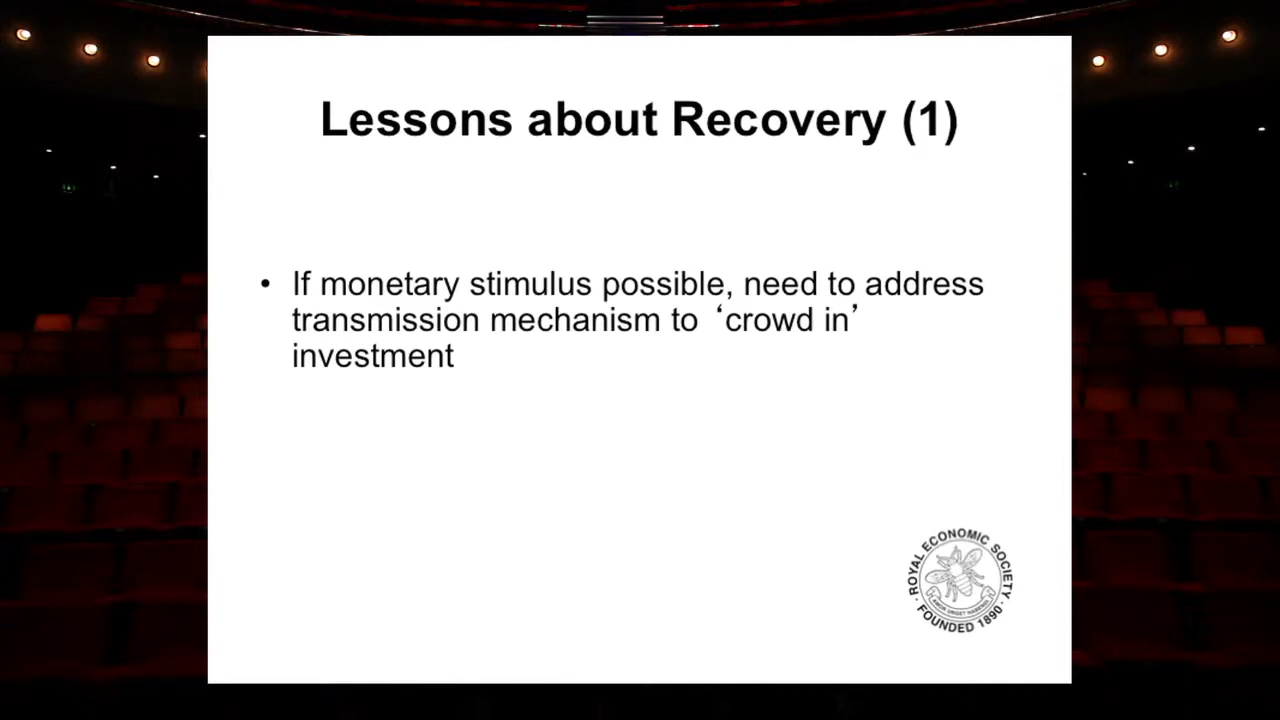 Lessons about Recovery (1)
• If monetary stimulus possible, need to address
transmission mechanism to ‘crowd in’
investment
ROYAL ECONOMIC SOCIETY
· FOUNDED 1890 ·